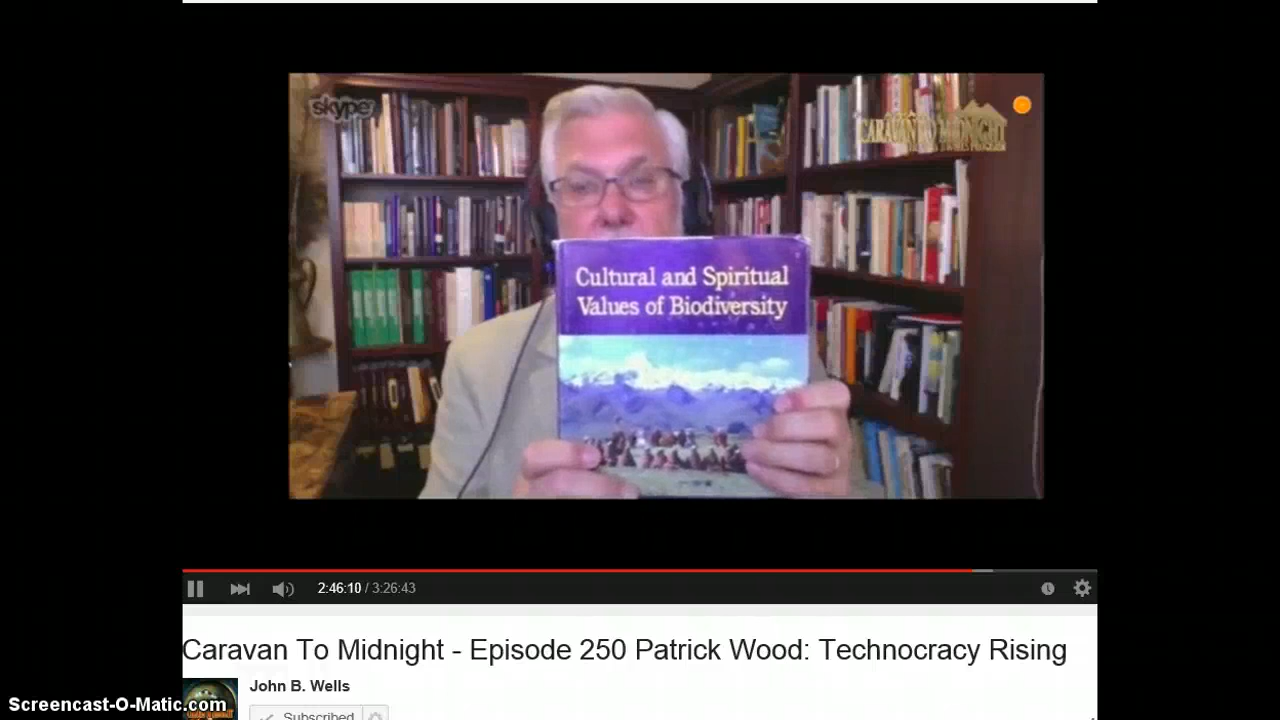 skype
CARAVAN TO MIDNIGHT
Cultural and Spiritual
Values of Biodiversity
2:46:10 / 3:26:43
Caravan To Midnight - Episode 250 Patrick Wood: Technocracy Rising
John B. Wells
Subscribed
Screencast-O-Matic.com